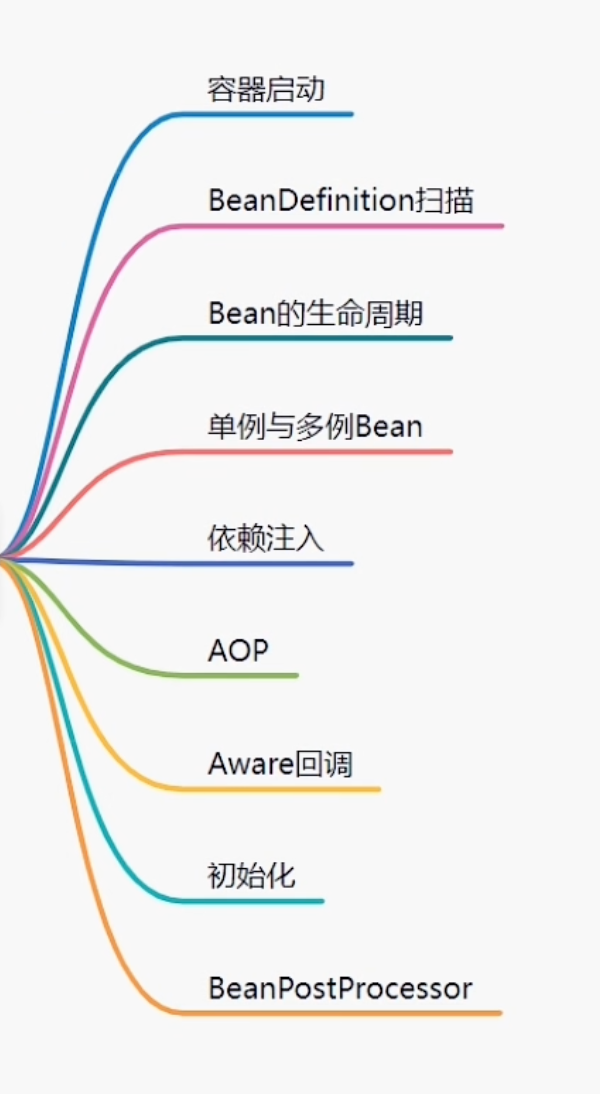 容器启动
BeanDefinition扫描
Bean的生命周期
单例与多例Bean
依赖注入
AOP
Aware回调
初始化
BeanPostProcessor